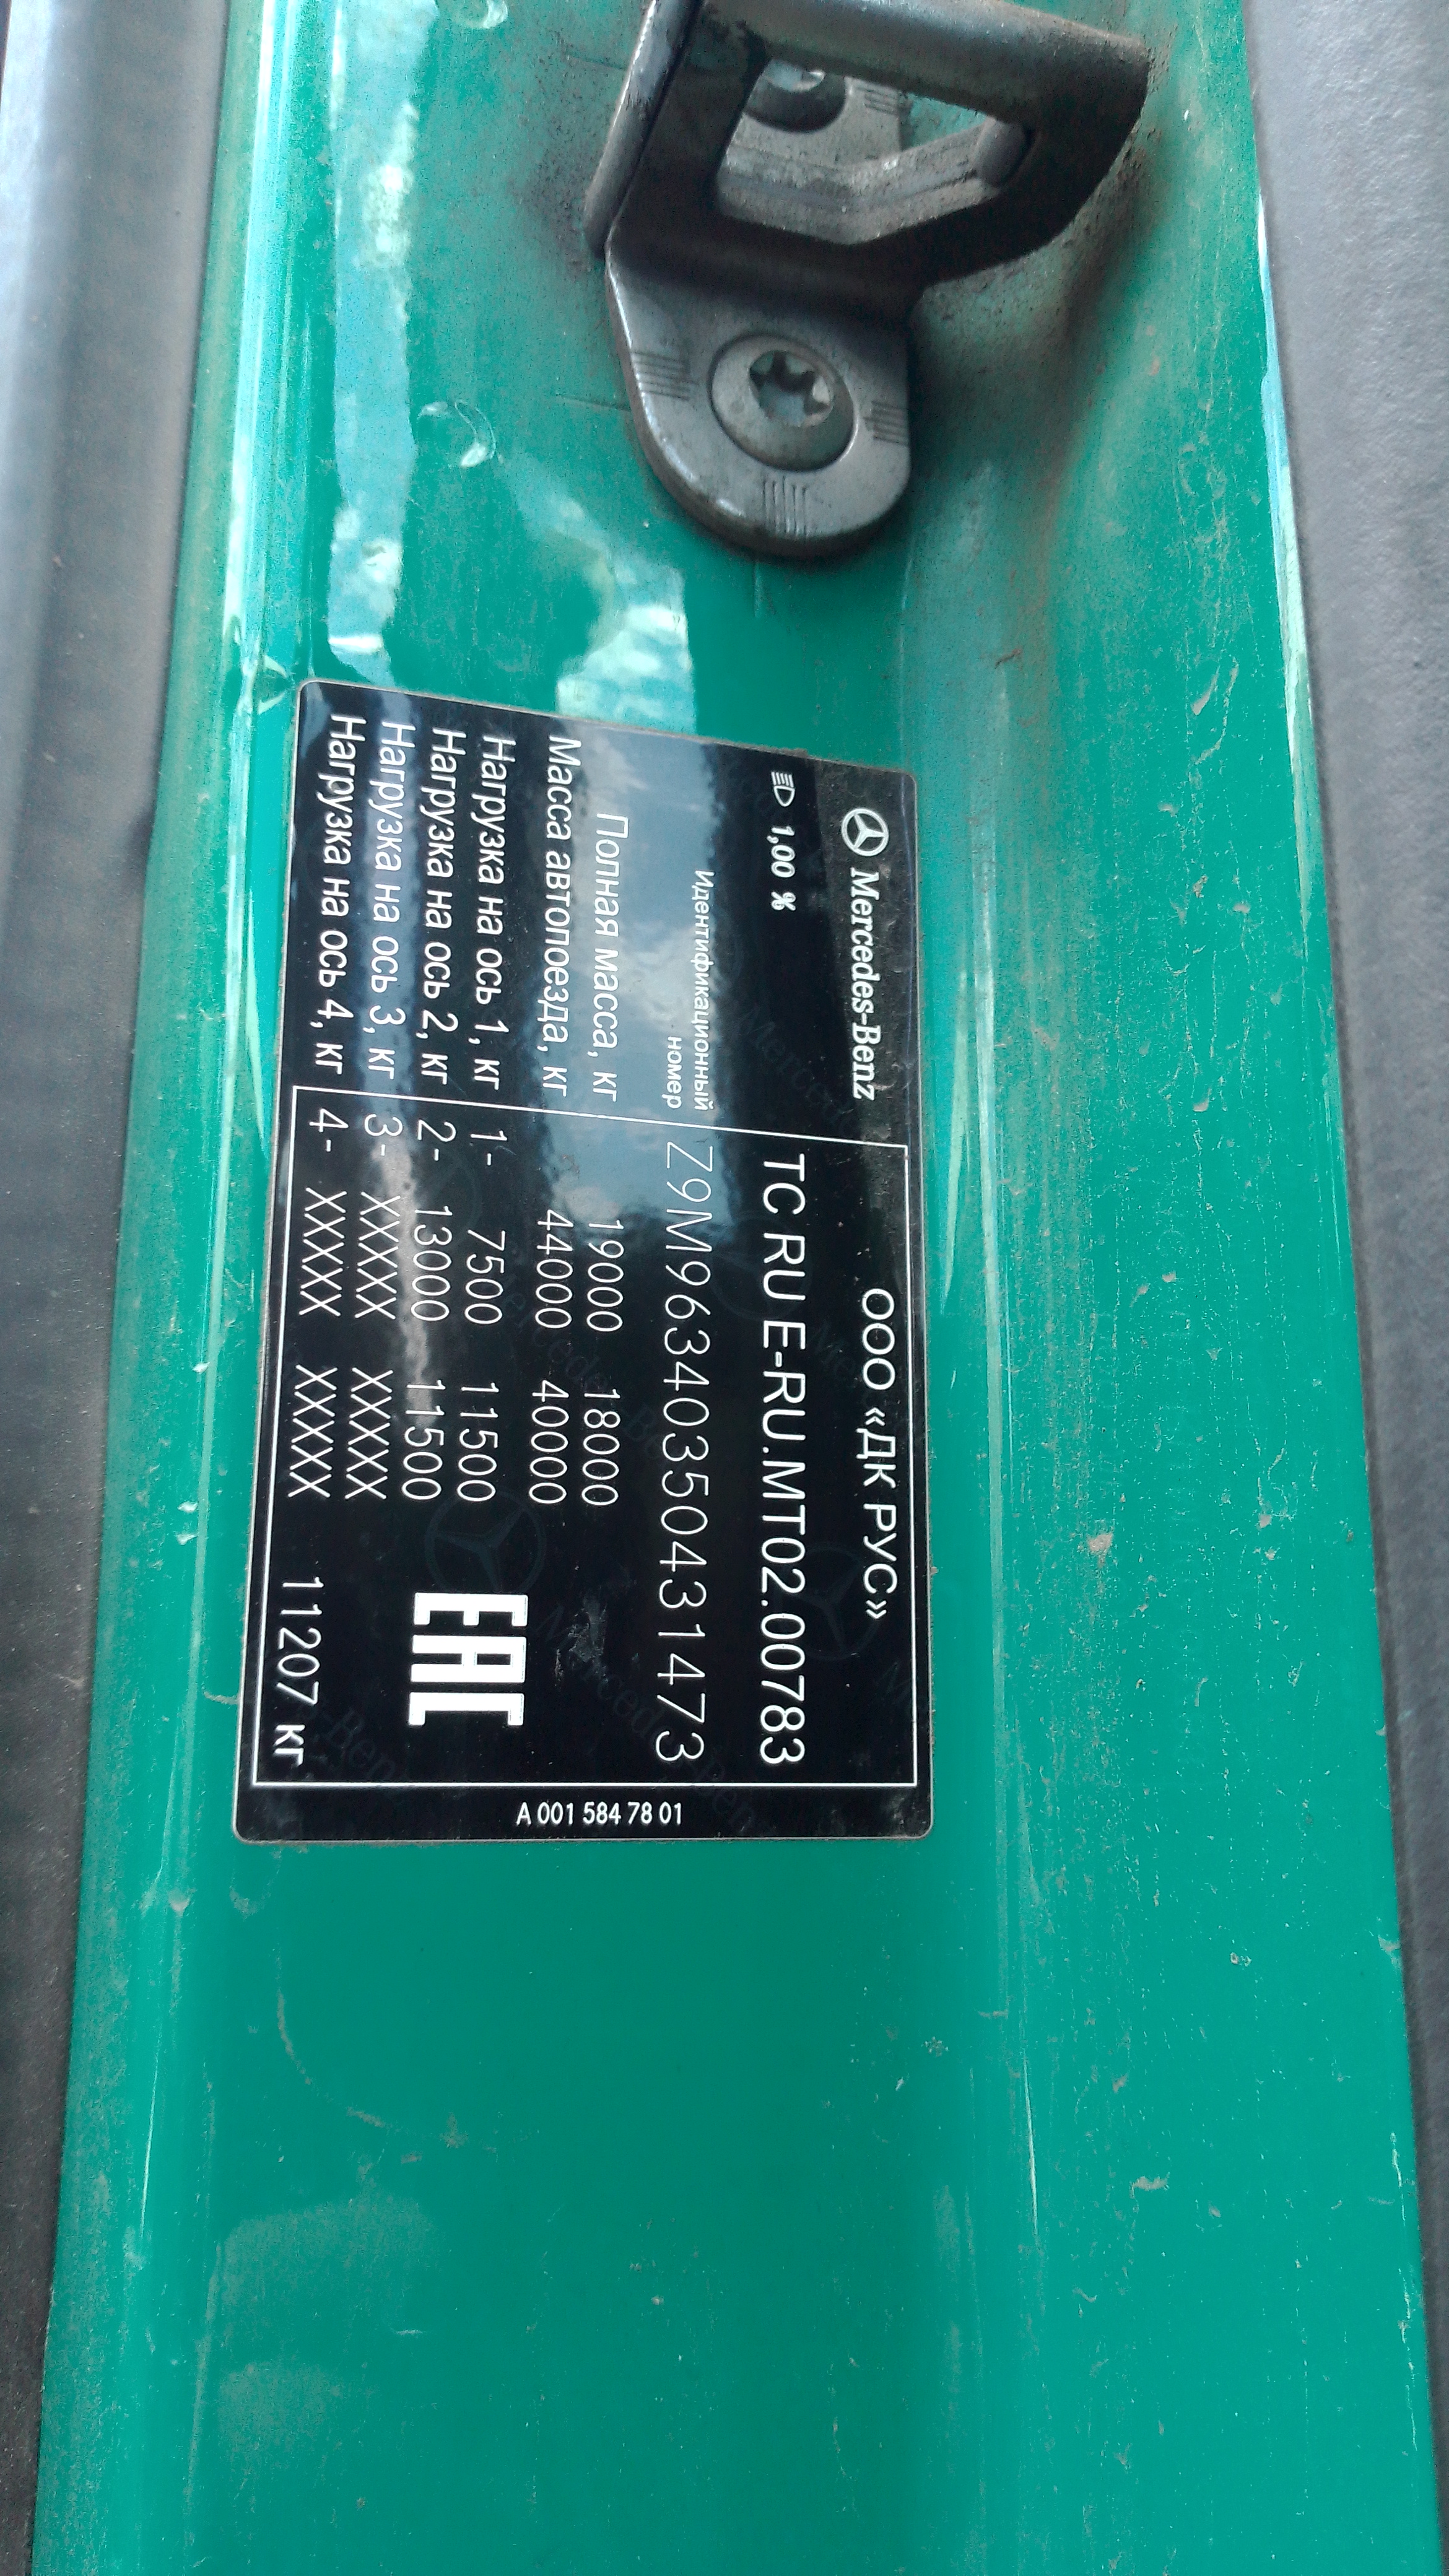 Mercedes-Benz
ООО «ДК РУС»
1,00 %
ТС RU E-RU.MT02.00783
Идентификационный
номер
Z9M96340350431473
Полная масса, кг 19000 18000
Масса автопоезда, кг 44000 40000
Нагрузка на ось 1, кг 1- 7500 11500
Нагрузка на ось 2, кг 2- 13000 11500
Нагрузка на ось 3, кг 3- XXXXX XXXXX
Нагрузка на ось 4, кг 4- XXXXX XXXXX
EAC
11207 кг
A 001 584 78 01